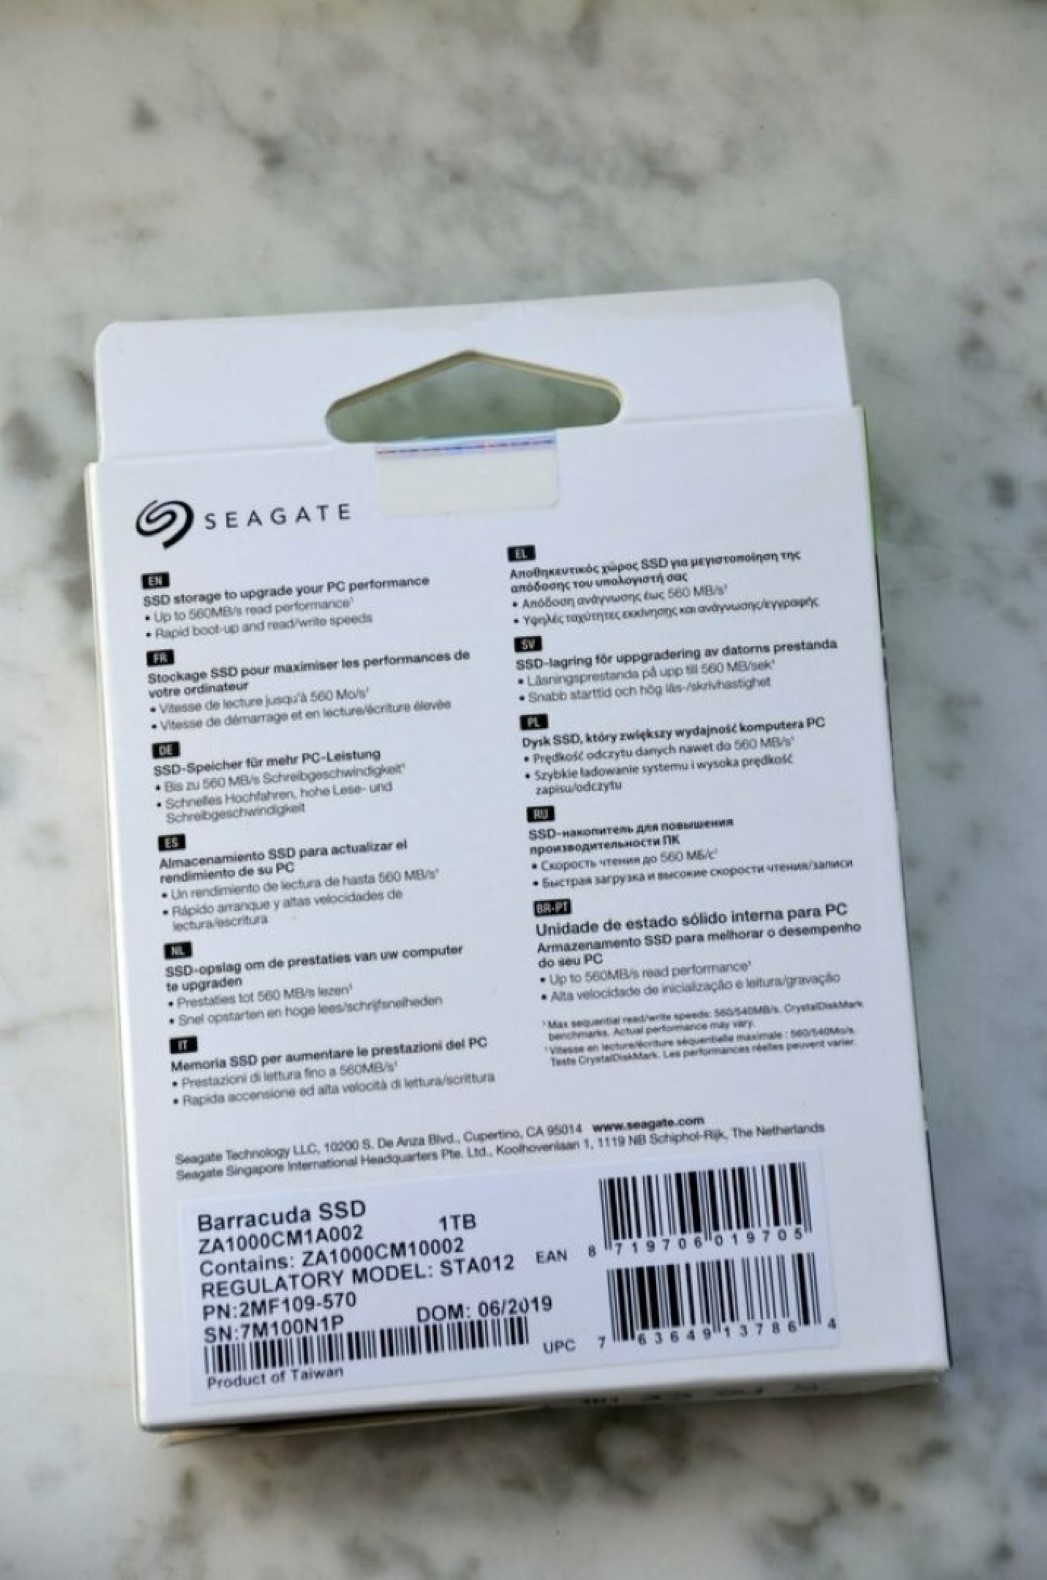 SEAGATE
EN
SSD storage to upgrade your PC performance
• Up to 560MB/s read performance¹
• Rapid boot-up and read/write speeds
FR
Stockage SSD pour maximiser les performances de
votre ordinateur
• Vitesse de lecture jusqu'à 560 Mo/s¹
• Vitesse de démarrage et en lecture/écriture élevée
DE
SSD-Speicher für mehr PC-Leistung
• Bis zu 560 MB/s Schreibgeschwindigkeit¹
• Schnelles Hochfahren, hohe Lese- und
Schreibgeschwindigkeit
ES
Almacenamiento SSD para actualizar el
rendimiento de su PC
• Un rendimiento de lectura de hasta 560 MB/s¹
• Rápido arranque y altas velocidades de
lectura/escritura
NL
SSD-opslag om de prestaties van uw computer
te upgraden
• Prestaties tot 560 MB/s lezen¹
• Snel opstarten en hoge lees/schrijfsnelheden
IT
Memoria SSD per aumentare le prestazioni del PC
• Prestazioni di lettura fino a 560MB/s¹
• Rapida accensione ed alta velocità di lettura/scrittura
EL
Αποθηκευτικός χώρος SSD για μεγιστοποίηση της
απόδοσης του υπολογιστή σας
• Απόδοση ανάγνωσης έως 560 MB/s¹
• Υψηλές ταχύτητες εκκίνησης και ανάγνωσης/εγγραφής
SV
SSD-lagring för uppgradering av datorns prestanda
• Läsningsprestanda på upp till 560 MB/sek¹
• Snabb starttid och hög läs-/skrivhastighet
PL
Dysk SSD, który zwiększy wydajność komputera PC
• Prędkość odczytu danych nawet do 560 MB/s¹
• Szybkie ładowanie systemu i wysoka prędkość
zapisu/odczytu
RU
SSD-накопитель для повышения
производительности ПК
• Скорость чтения до 560 МБ/с¹
• Быстрая загрузка и высокие скорости чтения/записи
BR-PT
Unidade de estado sólido interna para PC
Armazenamento SSD para melhorar o desempenho
do seu PC
• Up to 560MB/s read performance¹
• Alta velocidade de inicialização e leitura/gravação
¹Max sequential read/write speeds: 560/540MB/s. CrystalDiskMark
benchmarks. Actual performance may vary.
¹Vitesse en lecture/écriture séquentielle maximale : 560/540Mo/s.
Tests CrystalDiskMark. Les performances réelles peuvent varier.
Seagate Technology LLC, 10200 S. De Anza Blvd., Cupertino, CA 95014 www.seagate.com
Seagate Singapore International Headquarters Pte. Ltd., Koolhovenlaan 1, 1119 NB Schiphol-Rijk, The Netherlands
Barracuda SSD
ZA1000CM1A002 1TB
Contains: ZA1000CM10002
REGULATORY MODEL: STA012
PN:2MF109-570
SN:7M100N1P DOM: 06/2019
Product of Taiwan
EAN 8 719706 019705
UPC 7 63649 13786 4